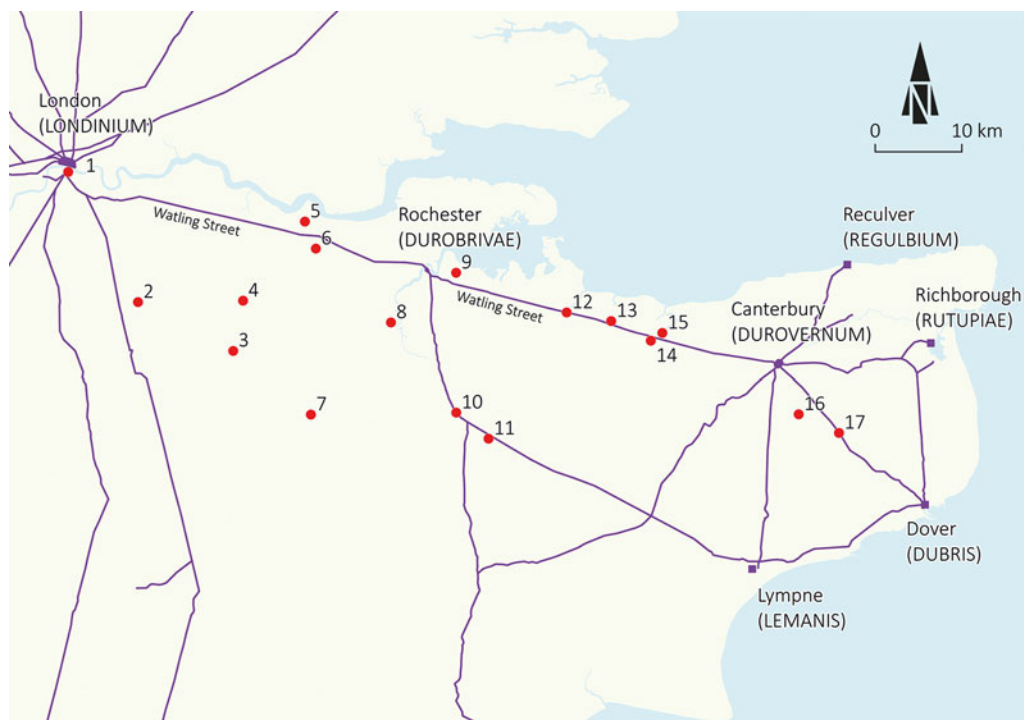 London
(LONDINIUM)
1
N
0
10 km
5
Watling Street
6
Rochester
(DUROBRIVAE)
Reculver
(REGULBIUM)
9
2
4
Watling Street
12
13
Canterbury
(DUROVERNUM)
Richborough
(RUTUPIAE)
8
15
3
14
7
10
16
11
17
Dover
(DUBRIS)
Lympne
(LEMANIS)